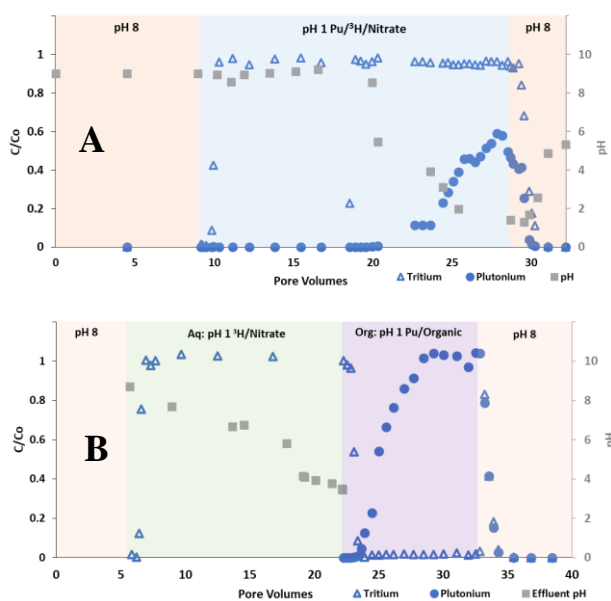 pH 8 pH 1 Pu/³H/Nitrate pH 8
A
C/Co
1
0.8
0.6
0.4
0.2
0
10
8
6
4
2
0
pH
0 5 10 15 20 25 30
Pore Volumes
Tritium Plutonium pH
pH 8 Aq: pH 1 ³H/Nitrate Org: pH 1 Pu/Organic pH 8
B
C/Co
1
0.8
0.6
0.4
0.2
0
10
8
6
4
2
0
pH
0 5 10 15 20 25 30 35 40
Pore Volumes
Tritium Plutonium Effluent pH